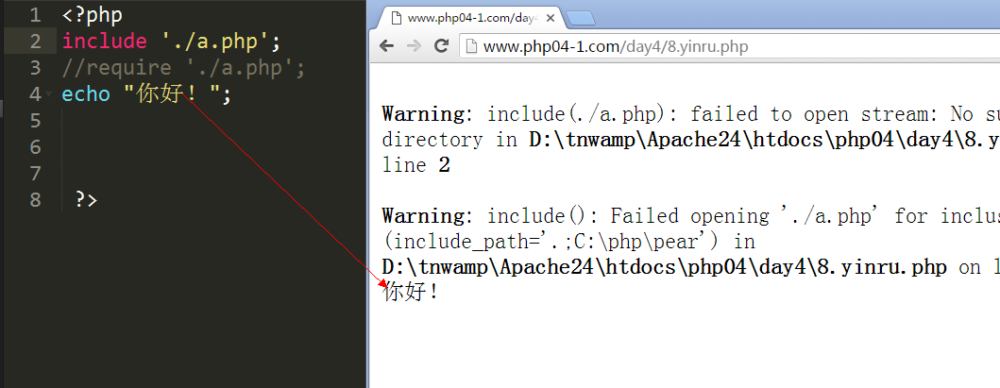 1 <?php
2 include './a.php';
3 //require './a.php';
4 echo "你好！";
5
6
7
8 ?>
www.php04-1.com/day4
www.php04-1.com/day4/8.yinru.php
Warning: include(./a.php): failed to open stream: No
directory in D:\tnwamp\Apache24\htdocs\php04\day4\8.
line 2
Warning: include(): Failed opening './a.php' for
(include_path='.;C:\php\pear') in
D:\tnwamp\Apache24\htdocs\php04\day4\8.yinru.php on
你好！